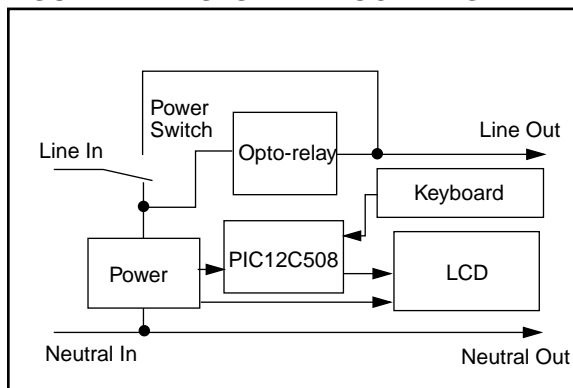 Power
Switch
Line In
Opto-relay
Line Out
Keyboard
PIC12C508
Power
LCD
Neutral In
Neutral Out